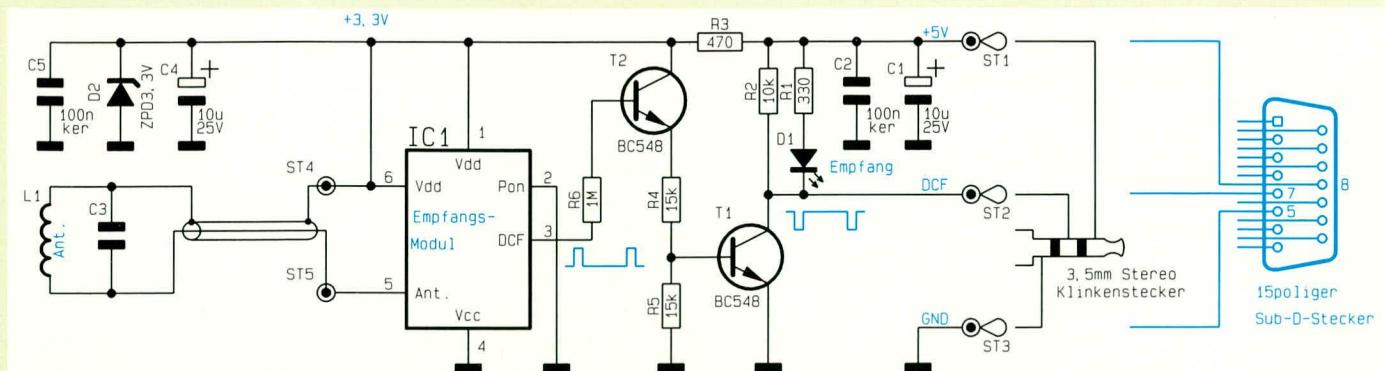 +3,3V
R3
470
+5V
ST1
C5
100n
ker
D2
ZPD3,3V
C4
+
10u
25V
T2
BC548
R2
10k
R1
330
C2
100n
ker
C1
+
10u
25V
D1
Empfang
IC1
1
Vdd
6
Vdd
Pon
2
Empfangs-
Modul
DCF
3
5
Ant.
Vcc
4
ST4
ST5
L1
Ant.
C3
R6
1M
R4
15k
R5
15k
T1
BC548
DCF
ST2
GND
ST3
3,5mm Stereo
Klinkenstecker
7
5
8
15poliger
Sub-D-Stecker